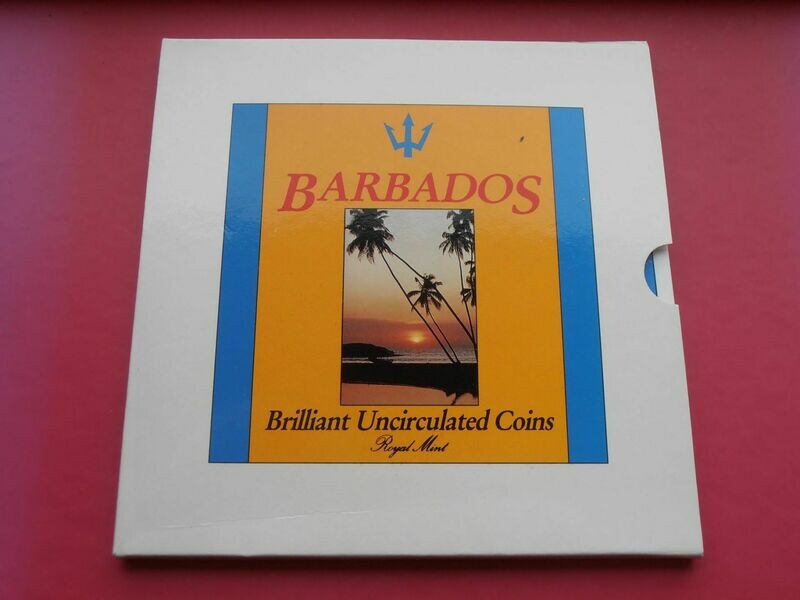 BARBADOS
Brilliant Uncirculated Coins
Royal Mint